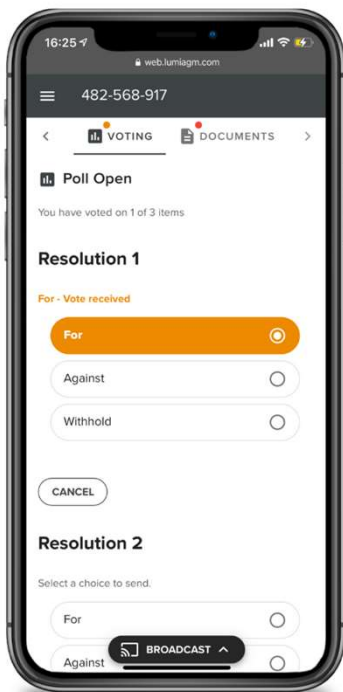 16:25
web.lumiagm.com
482-568-917
VOTING
DOCUMENTS
Poll Open
You have voted on 1 of 3 items
Resolution 1
For - Vote received
For
Against
Withhold
CANCEL
Resolution 2
Select a choice to send.
For
BROADCAST
Against